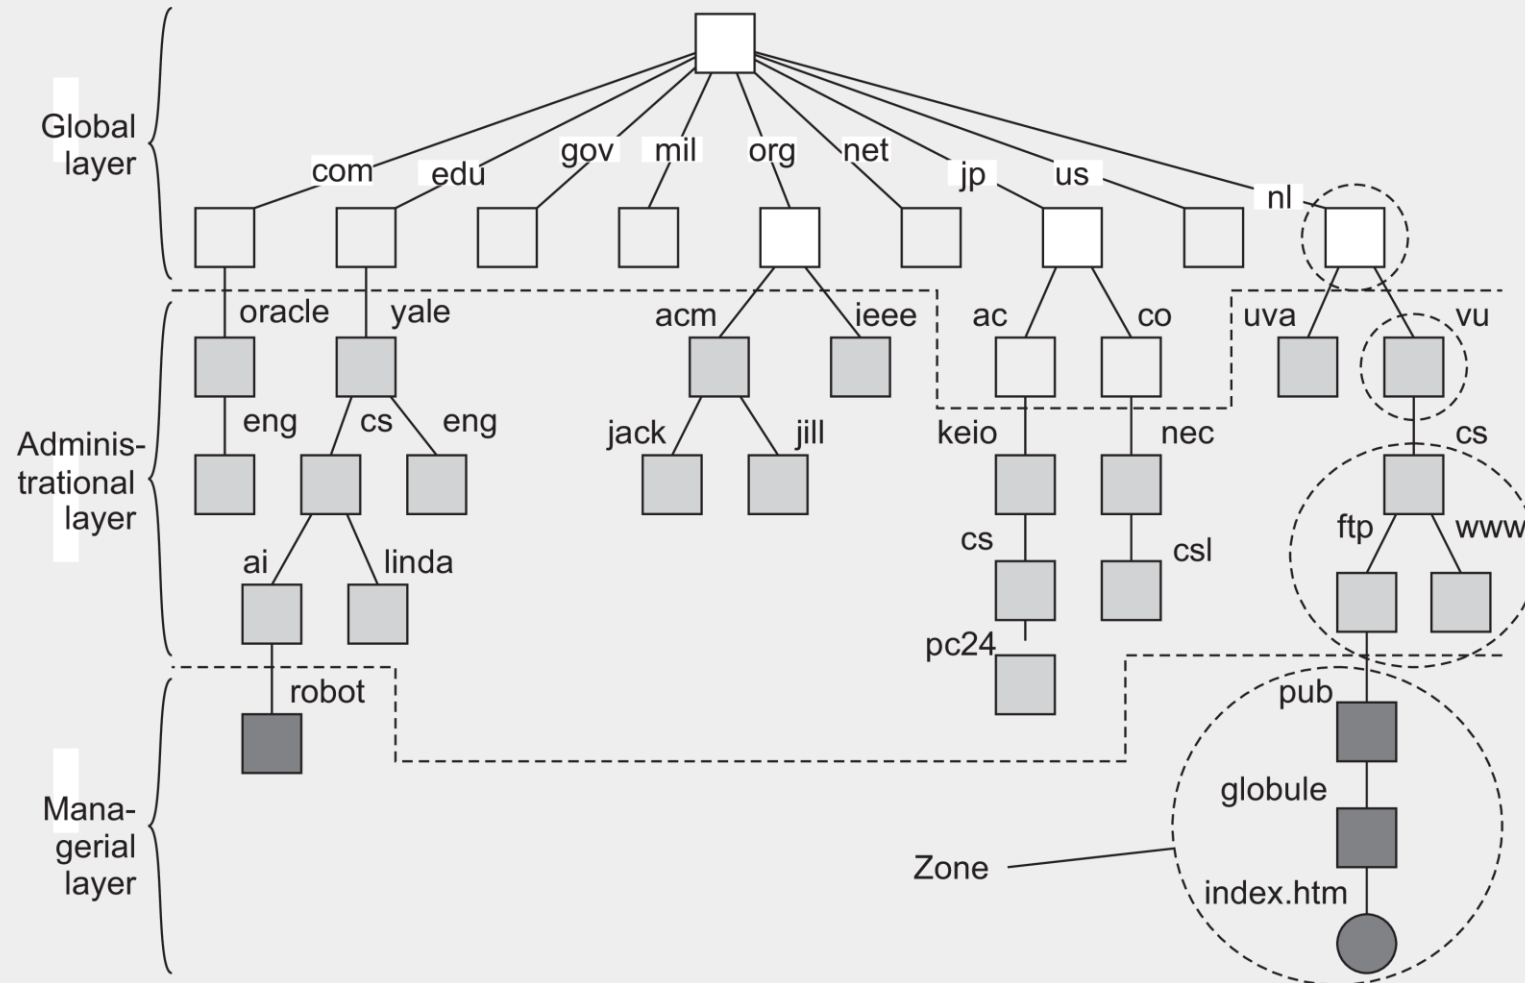 Global
layer
com
edu
gov
mil
org
net
jp
us
nl
oracle
yale
acm
ieee
ac
co
uva
vu
Adminis-
trational
layer
eng
cs
eng
jack
jill
keio
nec
cs
ai
linda
cs
csl
ftp
www
pc24
robot
pub
Mana-
gerial
layer
globule
Zone
index.htm